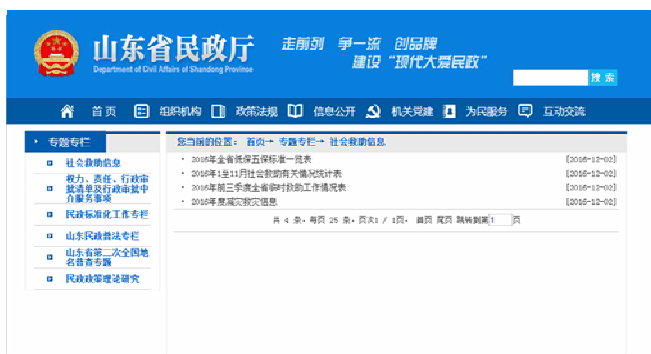 走前列 争一流 创品牌
山东省民政厅
建设“现代大爱民政”
Department of Civil Affairs of Shandong Province
搜 索
首 页 组织机构 政策法规 信息公开 机关党建 为民服务 互动交流
专题专栏
社会救助信息
权力、责任、行政审
批清单及行政审批中
介服务事项
民政标准化工作专栏
山东民政普法专栏
山东省第二次全国地
名普查专题
民政政策理论研究
您当前的位置： 首页→ 专题专栏→ 社会救助信息
· 2016年全省低保五保标准一览表 [2016-12-02]
· 2016年1至11月社会救助有关情况统计表 [2016-12-02]
· 2016年前三季度全省临时救助工作情况表 [2016-12-02]
· 2016年度减灾救灾信息 [2016-12-02]
共 4 条，每页 25 条，页次1 / 1页， 首页 尾页 跳转到第1 页